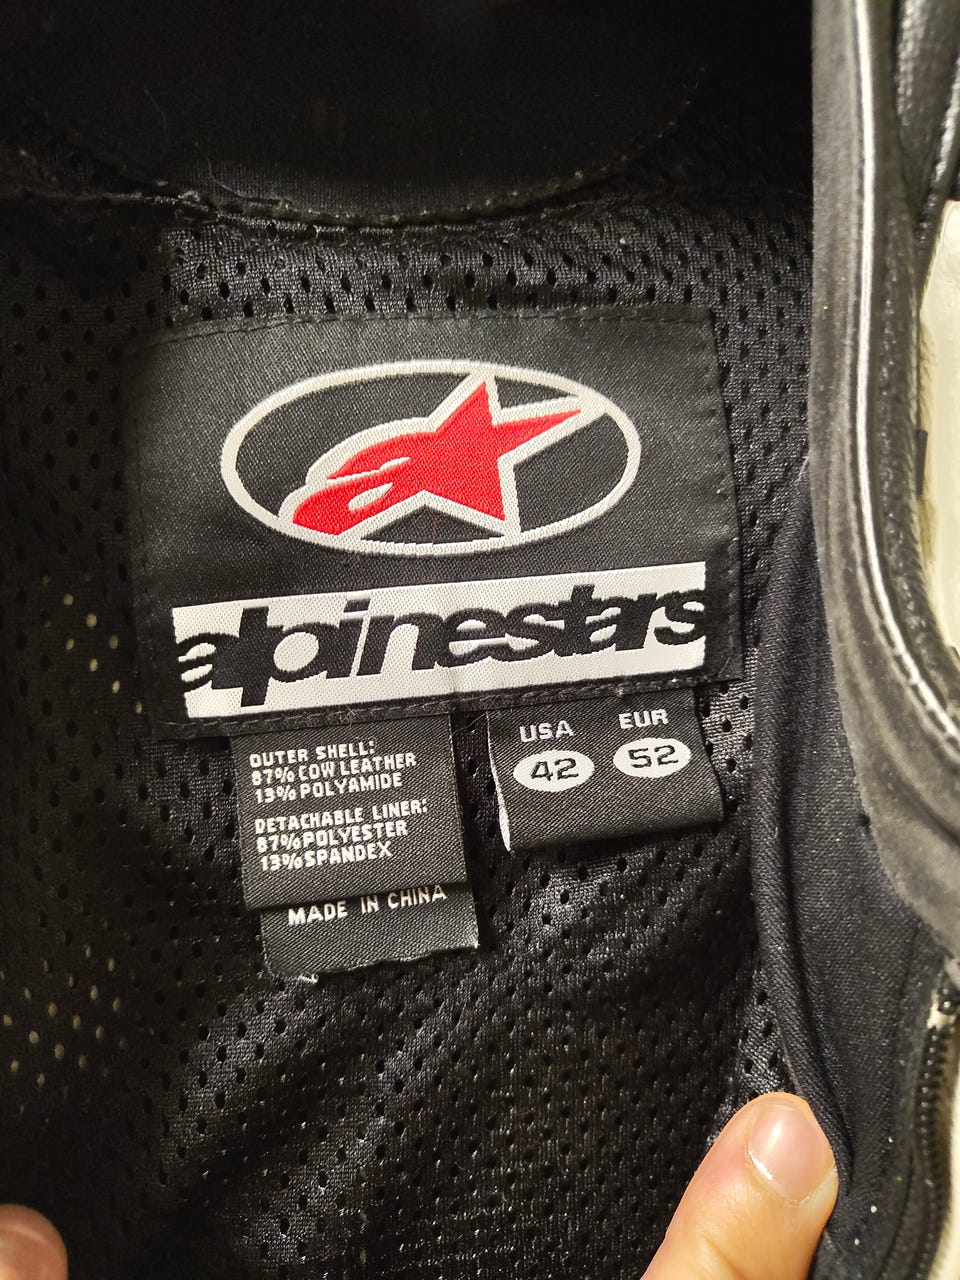 alpinestars
OUTER SHELL:
87% COW LEATHER
13% POLYAMIDE
DETACHABLE LINER:
87% POLYESTER
13% SPANDEX
MADE IN CHINA
USA EUR
42 52